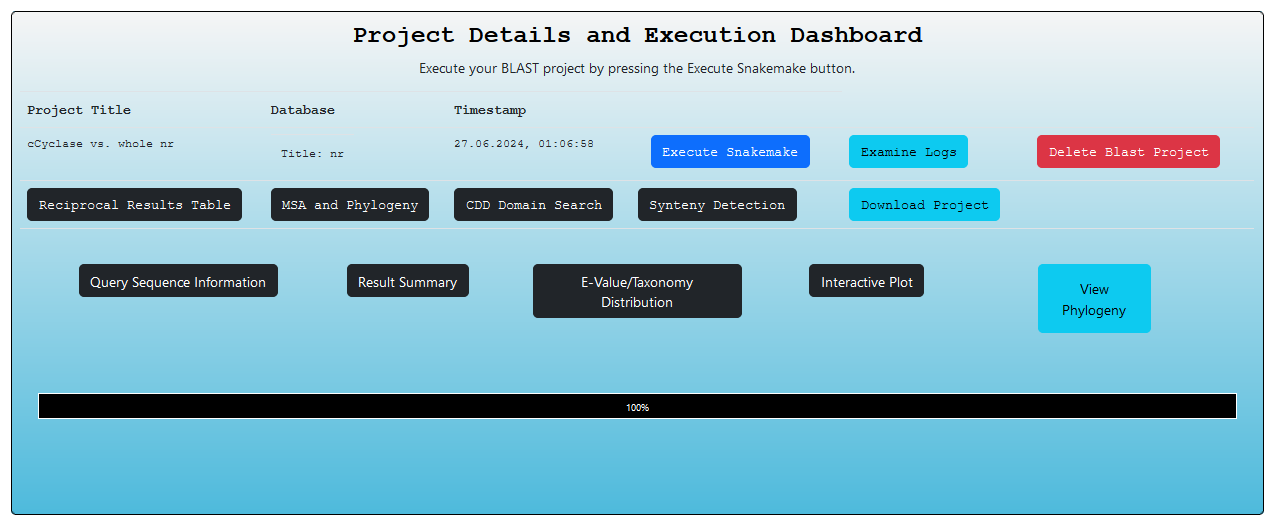 Project Details and Execution Dashboard
Execute your BLAST project by pressing the Execute Snakemake button.
Project Title Database Timestamp
cCyclase vs. whole nr Title: nr 27.06.2024, 01:06:58 Execute Snakemake Examine Logs Delete Blast Project
Reciprocal Results Table MSA and Phylogeny CDD Domain Search Synteny Detection Download Project
Query Sequence Information Result Summary E-Value/Taxonomy Interactive Plot View
Distribution Phylogeny
100%